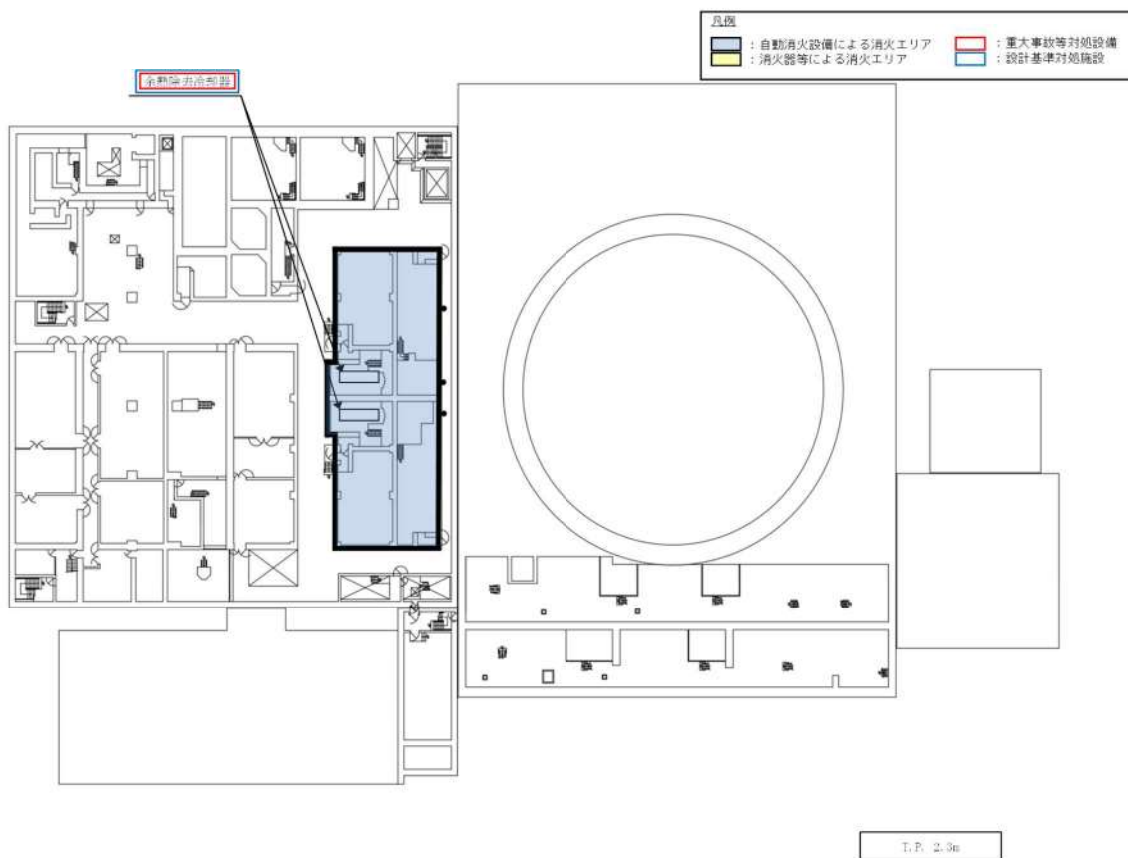 凡例
：自動消火設備による消火エリア
：消火器等による消火エリア
：重大事故等対処設備
：設計基準対処施設
余熱除去冷却器
T.P. 2.3m